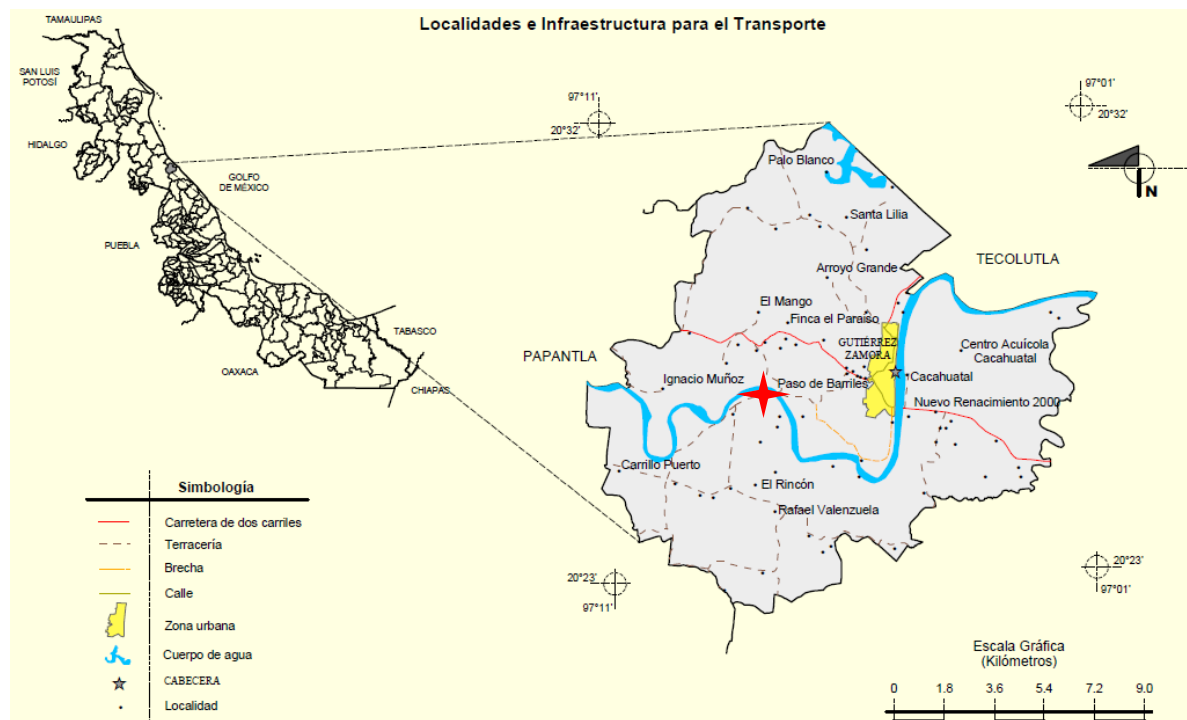 Localidades e Infraestructura para el Transporte
TAMAULIPAS
SAN LUIS
POTOSÍ
HIDALGO
GOLFO
DE MÉXICO
PUEBLA
TABASCO
OAXACA
CHIAPAS
97°11'
20°32'
97°01'
20°32'
N
Palo Blanco
Santa Lilia
TECOLUTLA
Arroyo Grande
El Mango
Finca el Paraíso
GUTIÉRREZ
ZAMORA
Centro Acuícola
Cacahuatal
PAPANTLA
Ignacio Muñoz
Paso de Barriles
Cacahuatal
Nuevo Renacimiento 2000
Carrillo Puerto
El Rincón
Rafael Valenzuela
20°23'
97°11'
20°23'
97°01'
Simbología
Carretera de dos carriles
Terracería
Brecha
Calle
Zona urbana
Cuerpo de agua
CABECERA
Localidad
Escala Gráfica
(Kilómetros)
0 1.8 3.6 5.4 7.2 9.0